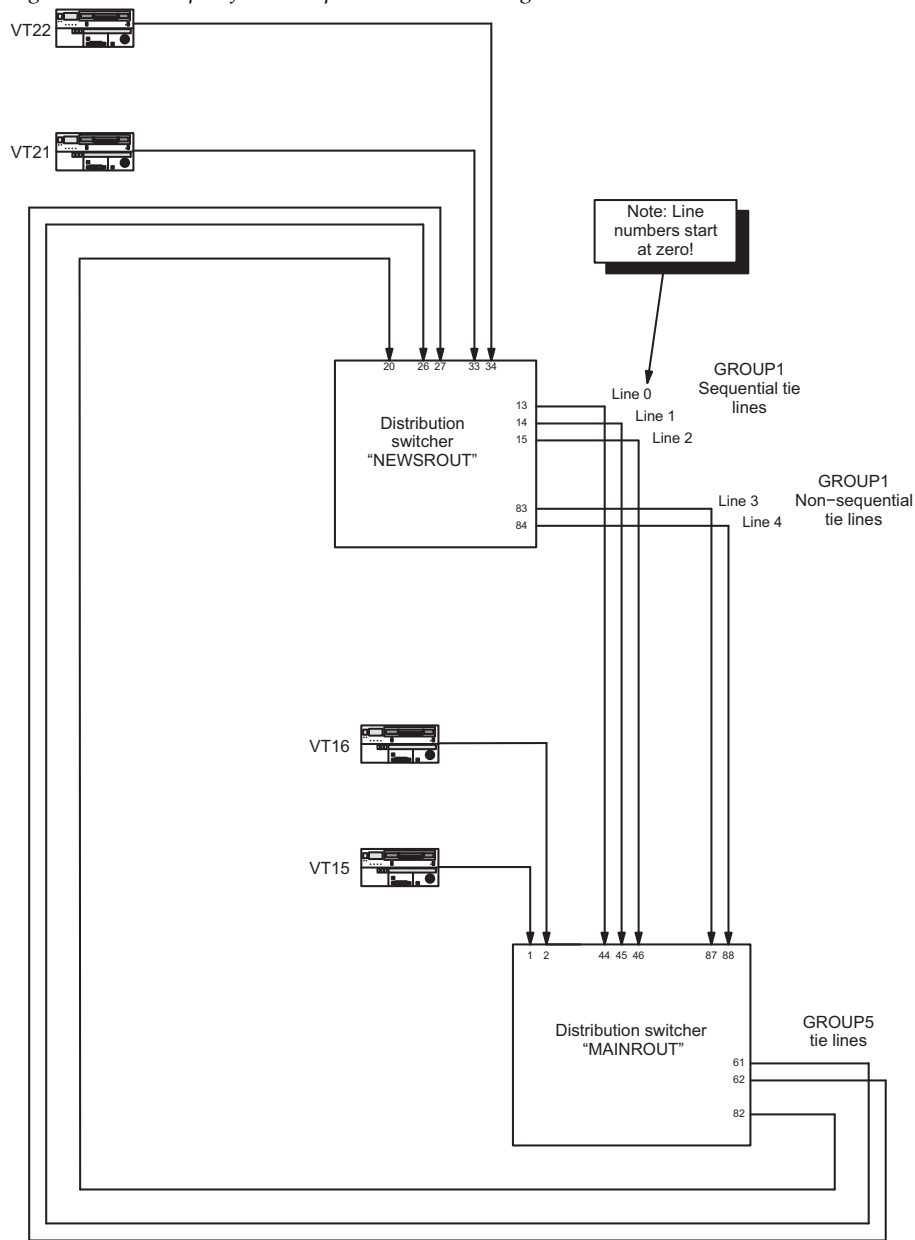 VT22
VT21
Note: Line
numbers start
at zero!
20 26 27 33 34
GROUP1
Sequential tie
lines
Line 0
Line 1
Line 2
13
14
15
Distribution
switcher
“NEWSROUT”
GROUP1
Non−sequential
tie lines
Line 3
Line 4
83
84
VT16
VT15
1 2 44 45 46 87 88
Distribution switcher
“MAINROUT”
GROUP5
tie lines
61
62
82